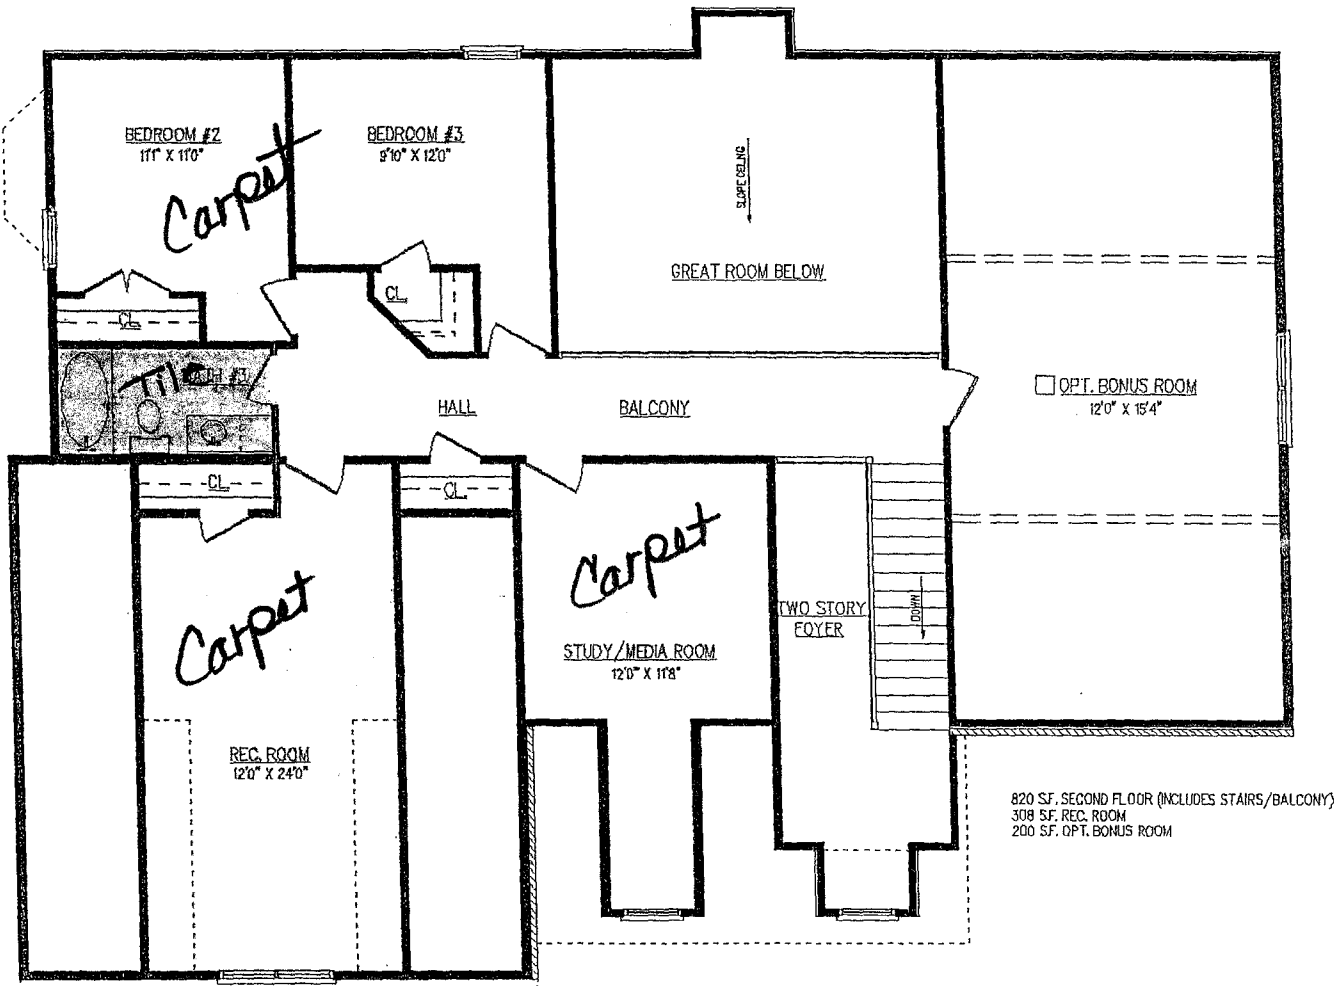 BEDROOM #2
11'1" X 11'0"
Carpet
BEDROOM #3
9'10" X 12'0"
SLOPE CEILING
GREAT ROOM BELOW
CL.
CL.
Tile
BATH #3
HALL
BALCONY
OPT. BONUS ROOM
12'0" X 15'4"
CL.
CL.
Carpet
Carpet
DOWN
TWO STORY
FOYER
STUDY/MEDIA ROOM
12'0" X 11'8"
REC. ROOM
12'0" X 24'0"
820 S.F. SECOND FLOOR (INCLUDES STAIRS/BALCONY)
308 S.F. REC. ROOM
200 S.F. OPT. BONUS ROOM